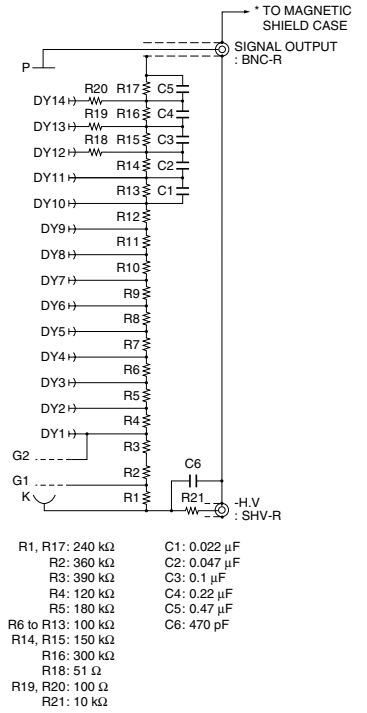 * TO MAGNETIC
SHIELD CASE
SIGNAL OUTPUT
: BNC-R
P
R17 C5
DY14 R20
R16 C4
DY13 R19
R15 C3
DY12 R18
R14 C2
DY11
R13 C1
DY10
R12
DY9
R11
DY8
R10
DY7
R9
DY6
R8
DY5
R7
DY4
R6
DY3
R5
DY2
R4
DY1
R3
G2
R2
C6
G1
K
R1
R21
-H.V
: SHV-R
R1, R17: 240 kΩ
R2: 360 kΩ
R3: 390 kΩ
R4: 120 kΩ
R5: 180 kΩ
R6 to R13: 100 kΩ
R14, R15: 150 kΩ
R16: 300 kΩ
R18: 51 Ω
R19, R20: 100 Ω
R21: 10 kΩ
C1: 0.022 µF
C2: 0.047 µF
C3: 0.1 µF
C4: 0.22 µF
C5: 0.47 µF
C6: 470 pF